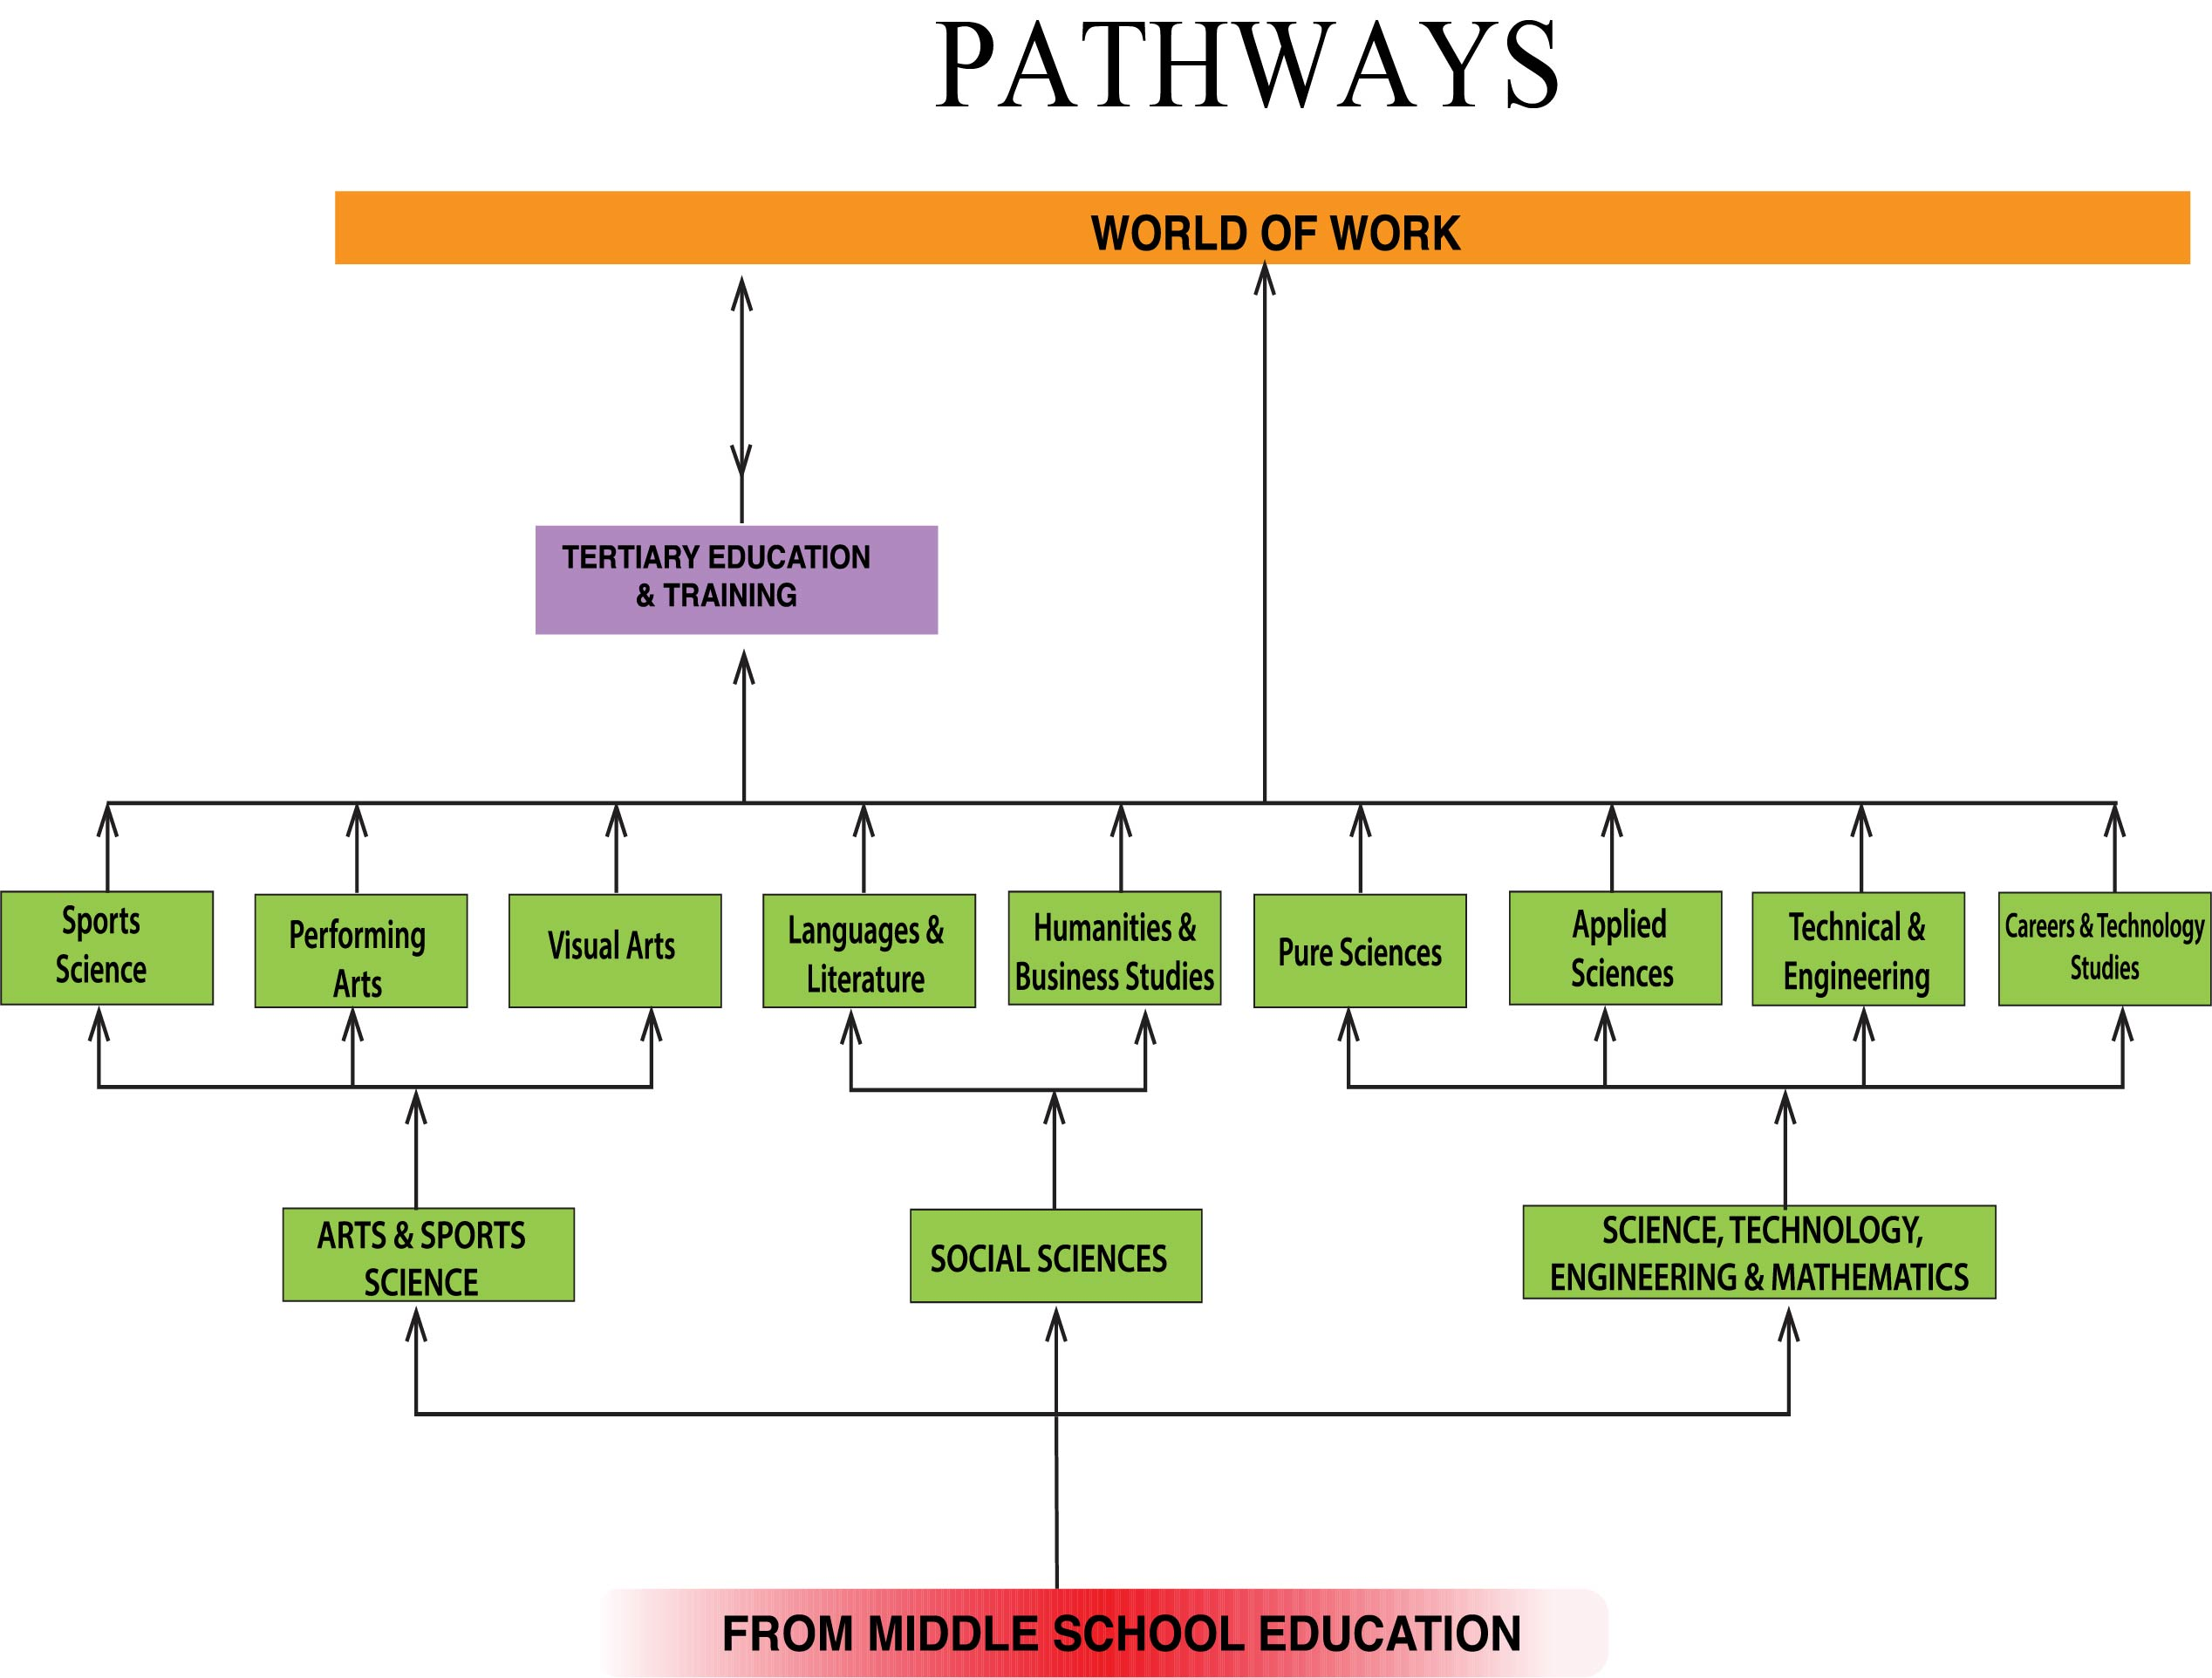 PATHWAYS
WORLD OF WORK
TERTIARY EDUCATION
& TRAINING
Sports
Science
Performing
Arts
Visual Arts
Languages &
Literature
Humanities &
Business Studies
Pure Sciences
Applied
Sciences
Technical &
Engineering
Careers & Technology
Studies
ARTS & SPORTS
SCIENCE
SOCIAL SCIENCES
SCIENCE, TECHNOLOGY,
ENGINEERING & MATHEMATICS
FROM MIDDLE SCHOOL EDUCATION